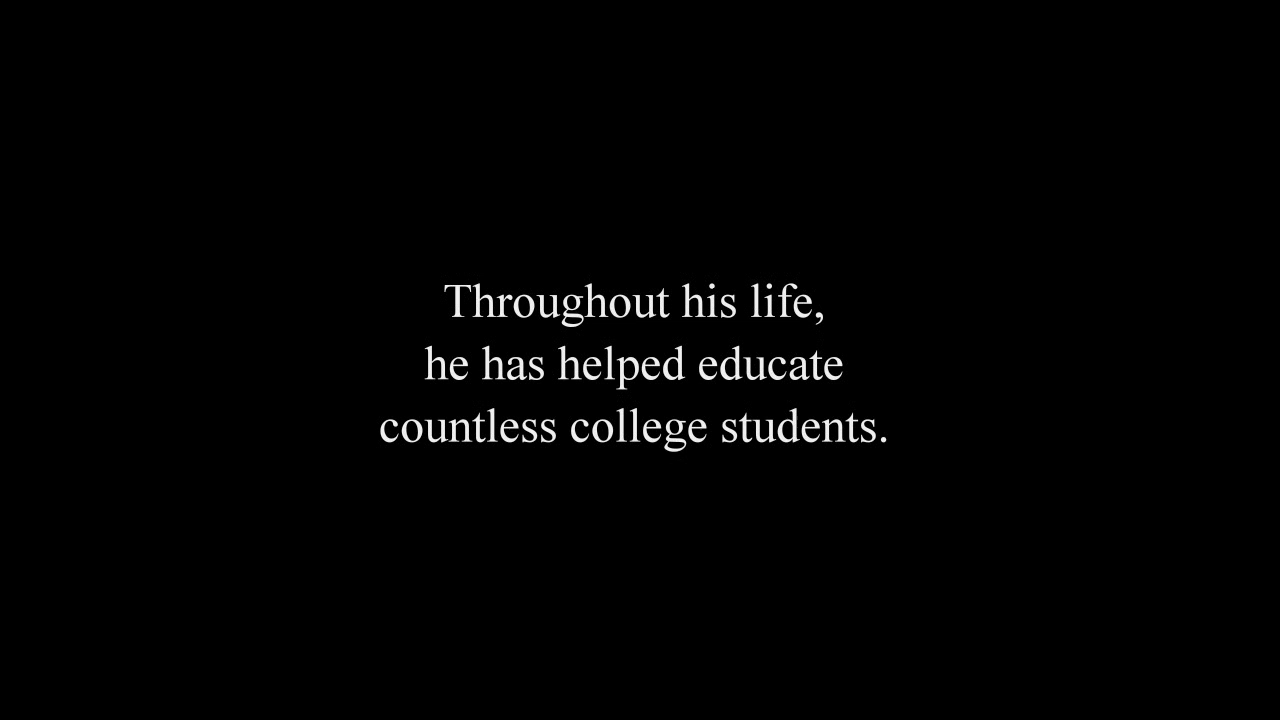 Throughout his life,
he has helped educate
countless college students.